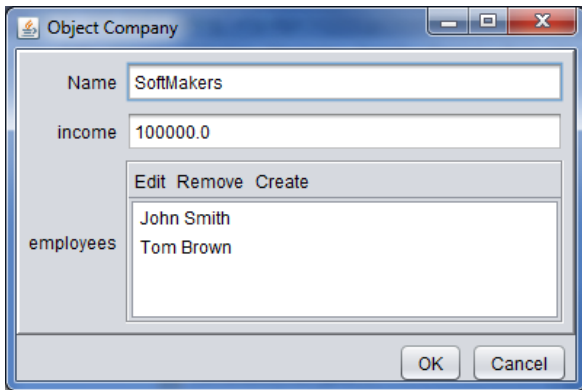 Object Company
Name SoftMakers
income 100000.0
Edit Remove Create
employees
John Smith
Tom Brown
OK Cancel